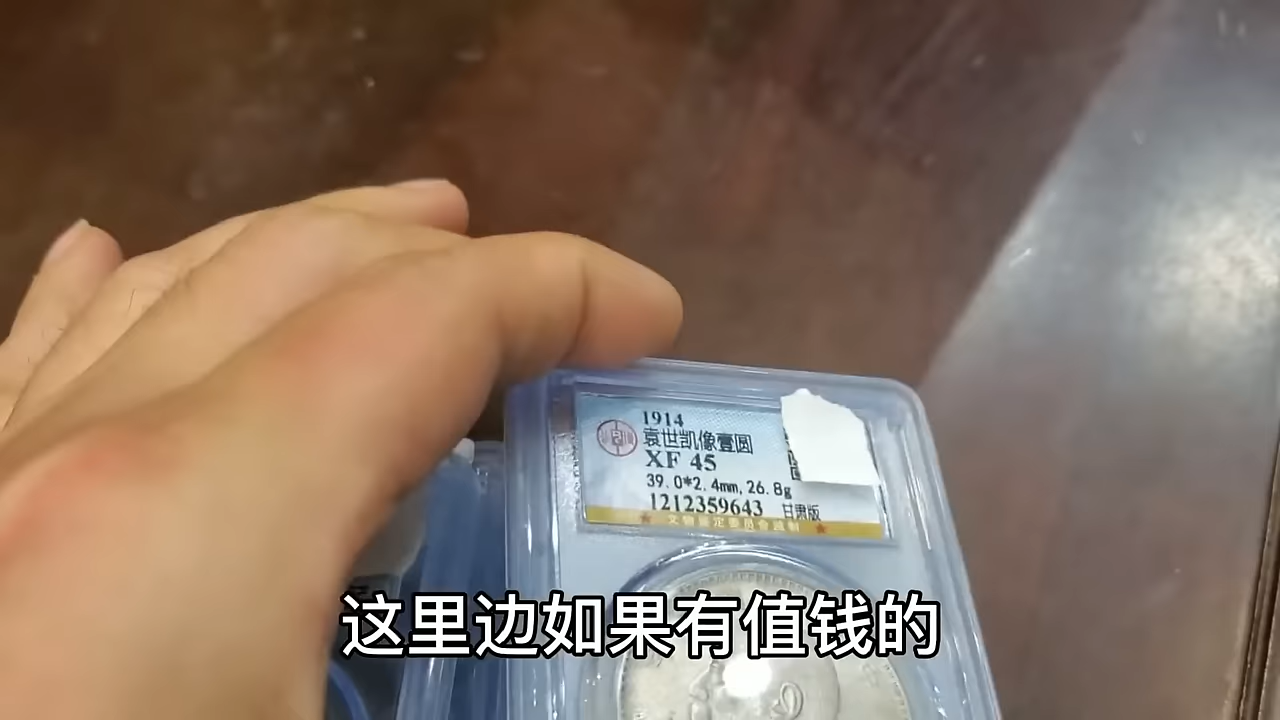 1914
袁世凯像壹圆
XF 45
39.0*2.4mm,26.8g
1212359643 甘肃版
这里边如果有值钱的